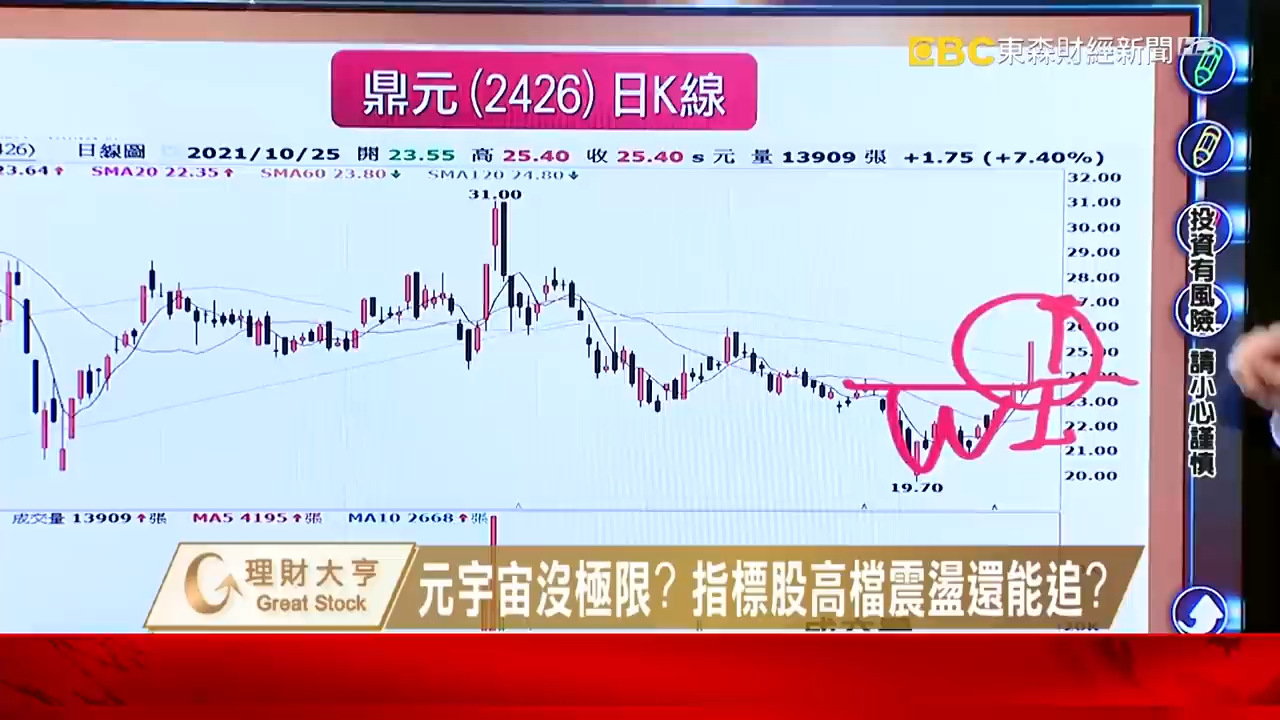 EBC 東森財經新聞 HD
鼎元 (2426) 日K線
426) 日線圖 2021/10/25 開 23.55 高 25.40 收 25.40 s 元 量 13909 張 +1.75 (+7.40%)
23.64↑ SMA20 22.35↑ SMA60 23.80↓ SMA120 24.80↓
32.00
31.00
31.00
30.00
29.00
28.00
27.00
26.00
25.00
23.00
22.00
21.00
20.00
19.70
W
成交量 13909↑張 MA5 4195↑張 MA10 2668↑張
投資有風險 請小心謹慎
理財大亨
Great Stock
元宇宙沒極限? 指標股高檔震盪還能追?